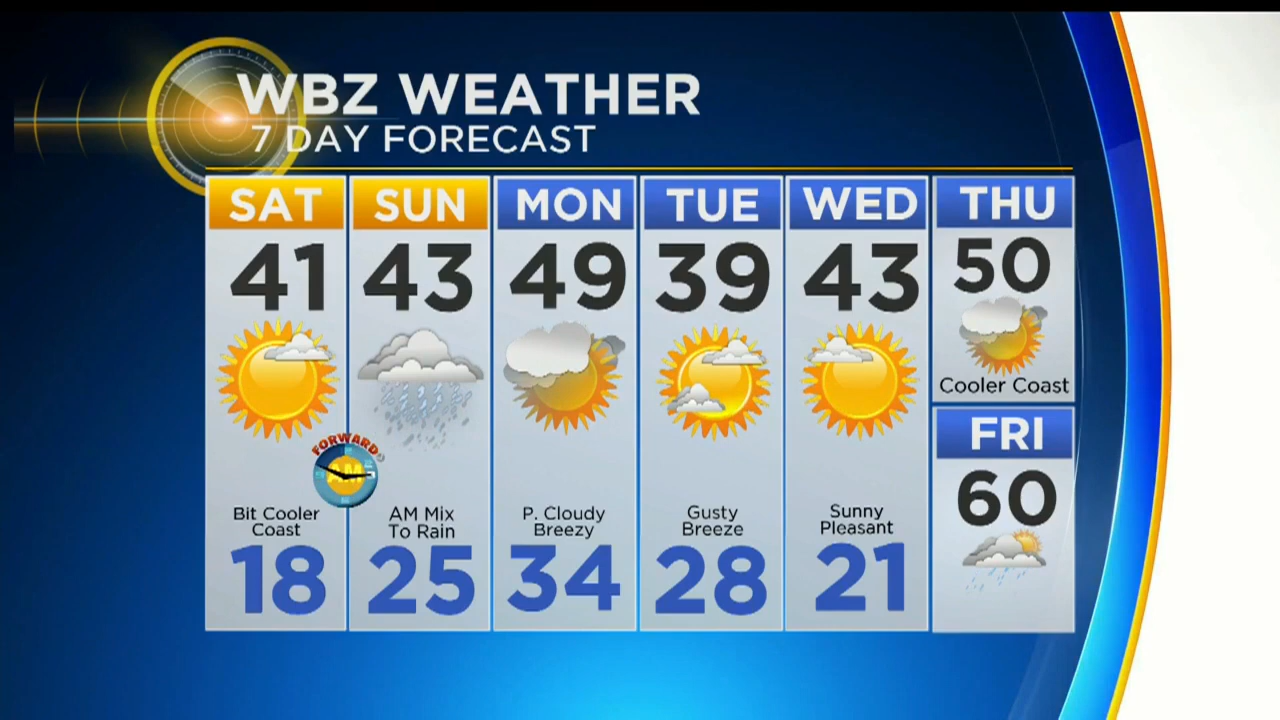 WBZ WEATHER
7 DAY FORECAST
SAT
41
Bit Cooler
Coast
18
FORWARD
AM
SUN
43
AM Mix
To Rain
25
MON
49
P. Cloudy
Breezy
34
TUE
39
Gusty
Breeze
28
WED
43
Sunny
Pleasant
21
THU
50
Cooler Coast
FRI
60